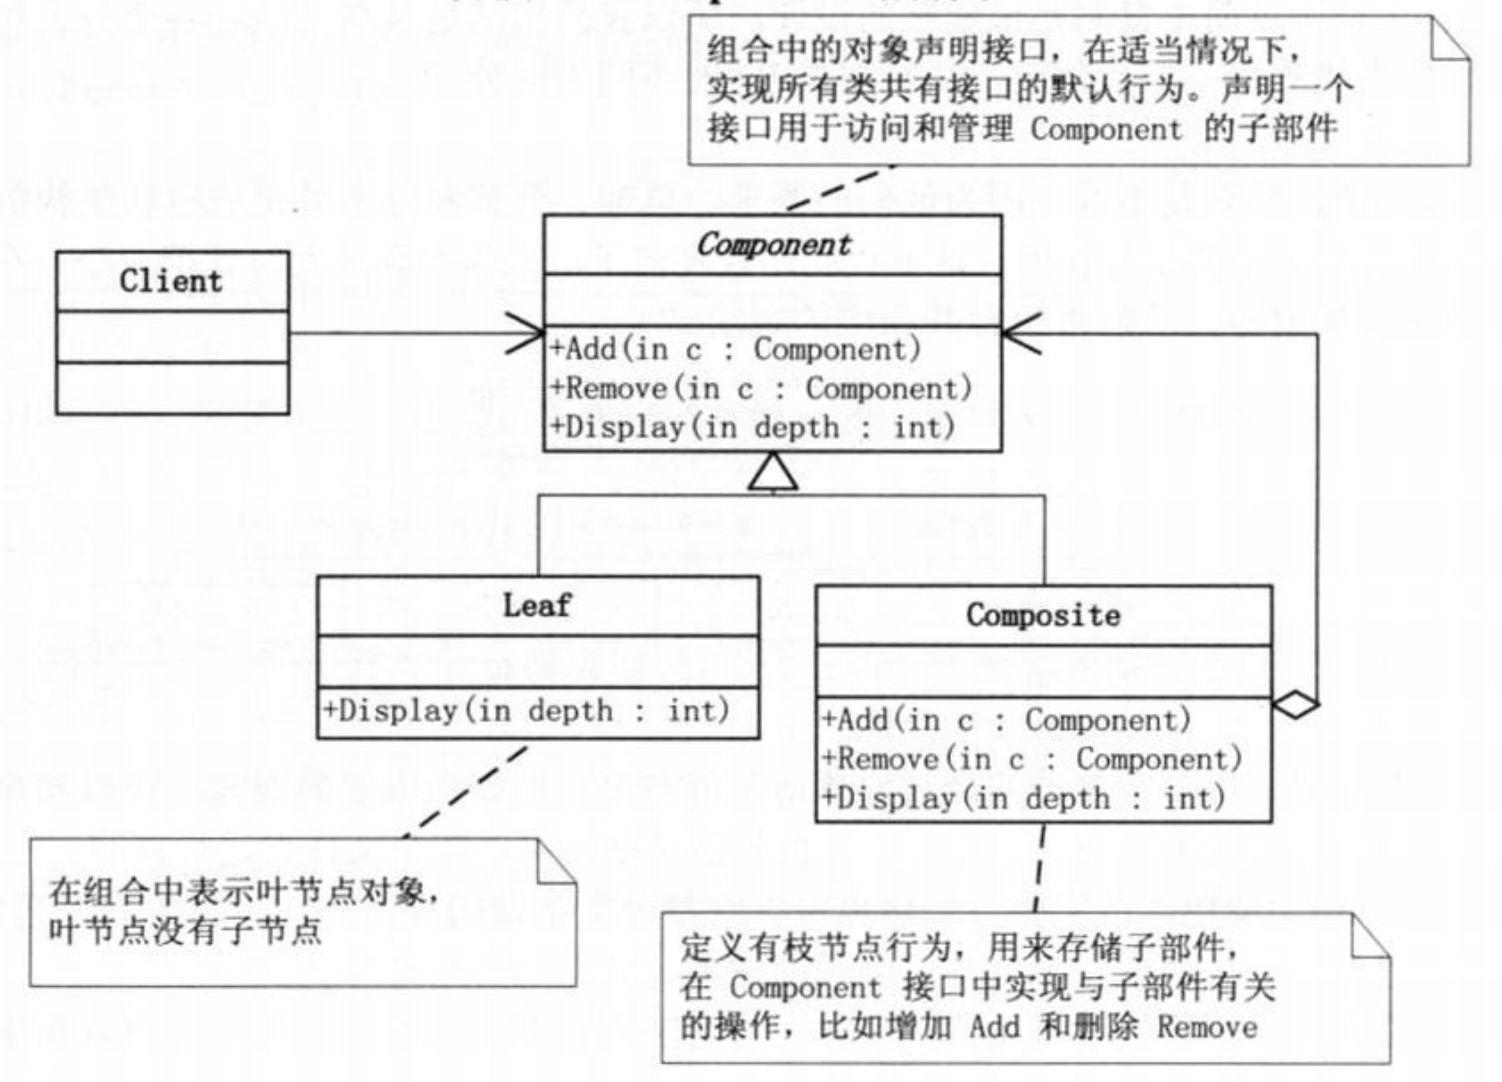 组合中的对象声明接口，在适当情况下，
实现所有类共有接口的默认行为。声明一个
接口用于访问和管理 Component 的子部件
Client
Component
+Add(in c : Component)
+Remove(in c : Component)
+Display(in depth : int)
Leaf
+Display(in depth : int)
Composite
+Add(in c : Component)
+Remove(in c : Component)
+Display(in depth : int)
在组合中表示叶节点对象，
叶节点没有子节点
定义有枝节点行为，用来存储子部件，
在 Component 接口中实现与子部件有关
的操作，比如增加 Add 和删除 Remove